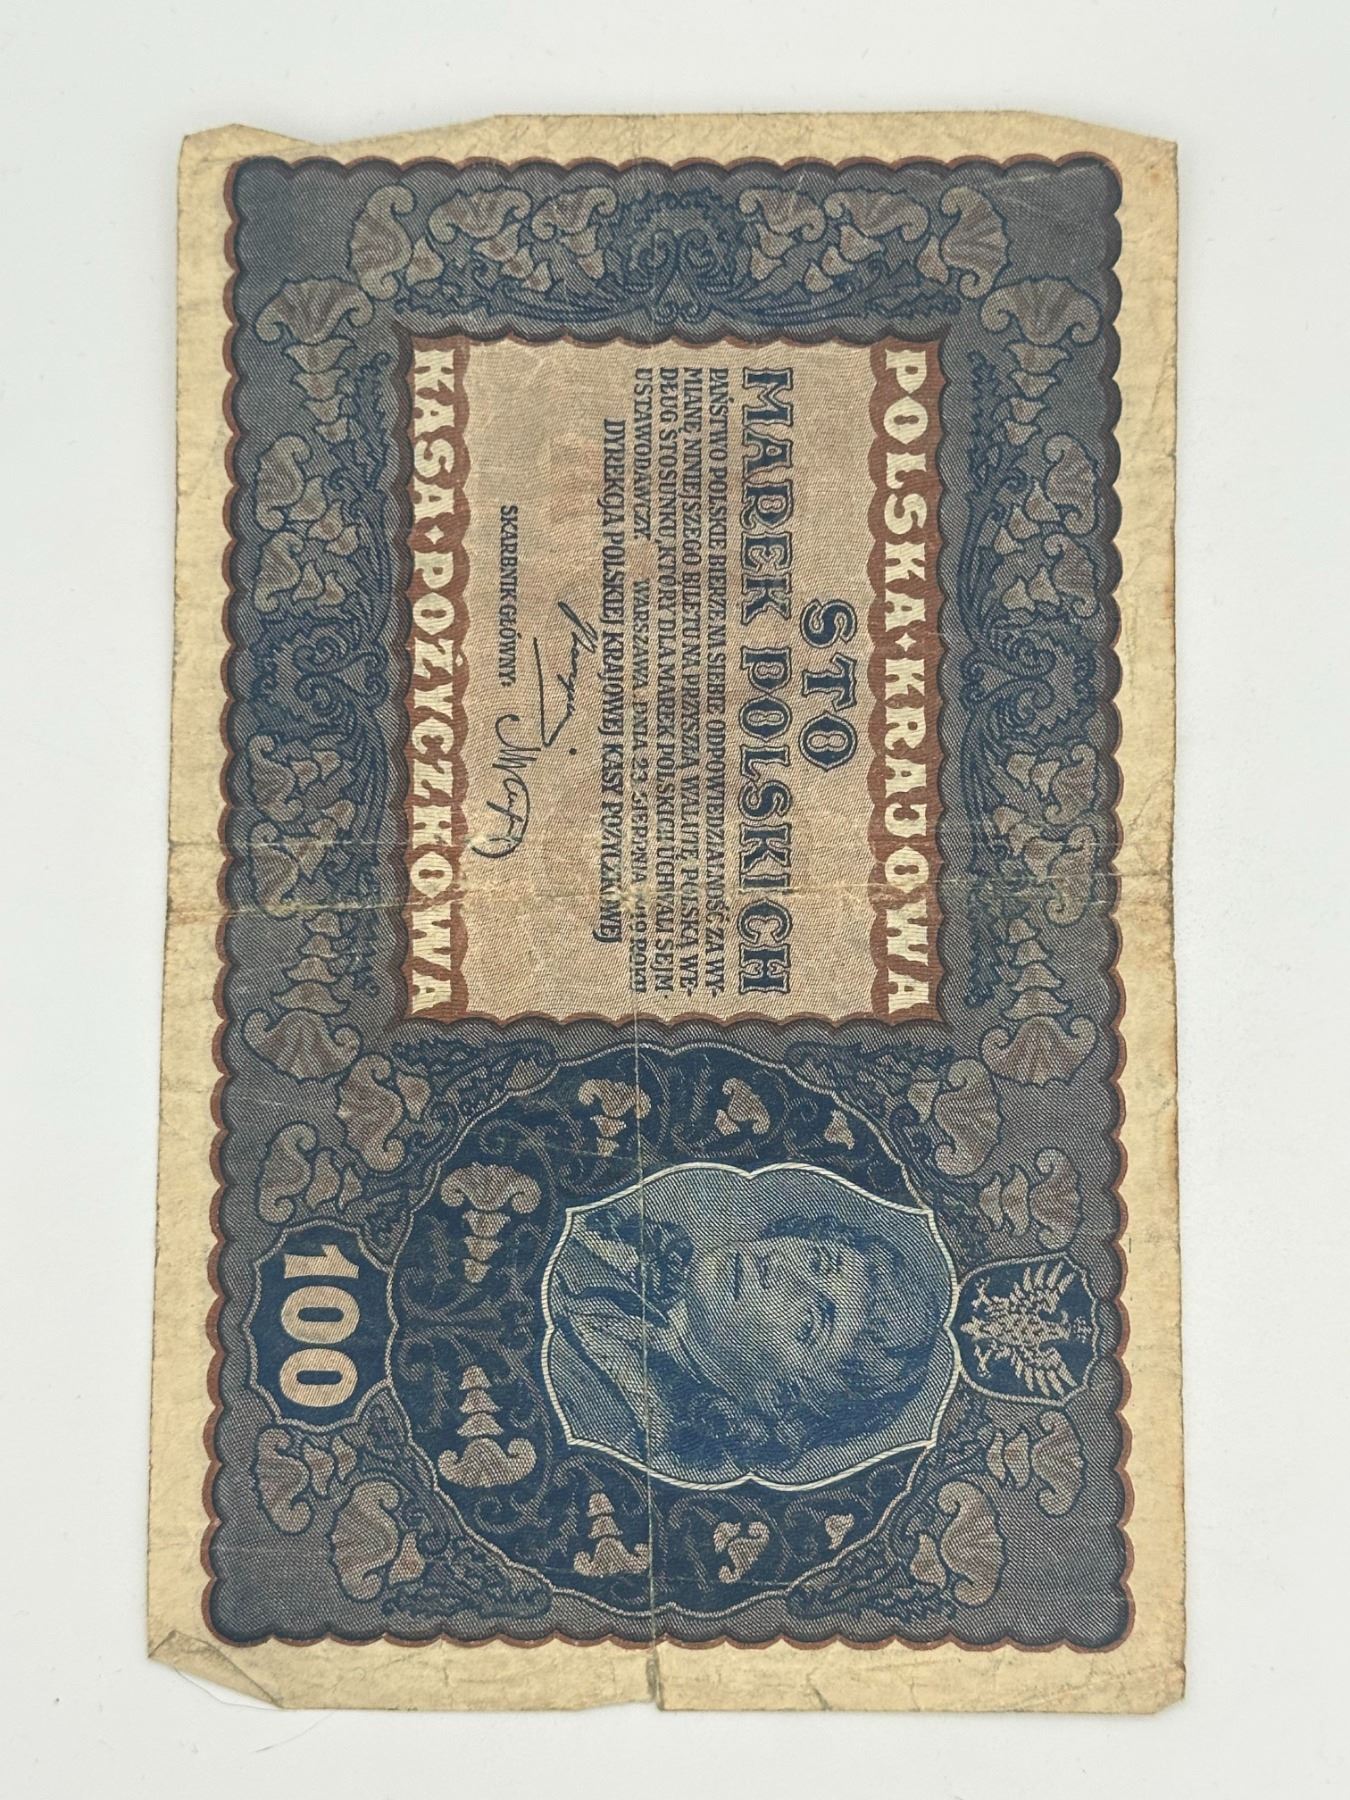 POLSKA·KRAJOWA
STO
MAREK POLSKICH
PAŃSTWO POLSKIE BIERZE NA SIEBIE ODPOWIEDZIALNOŚĆ ZA WY-
MIANĘ NINIEJSZEGO BILETU NA PRZYSZŁĄ WALUTĘ POLSKĄ WE-
DŁUG STOSUNKU, KTÓRY DLA MAREK POLSKICH UCHWALI SEJM
USTAWODAWCZY. WARSZAWA DNIA 23 SIERPNIA 1919 ROKU
DYREKCJA POLSKIEJ KRAJOWEJ KASY POŻYCZKOWEJ
SKARBNIK GŁÓWNY:
KASA·POŻYCZKOWA
100